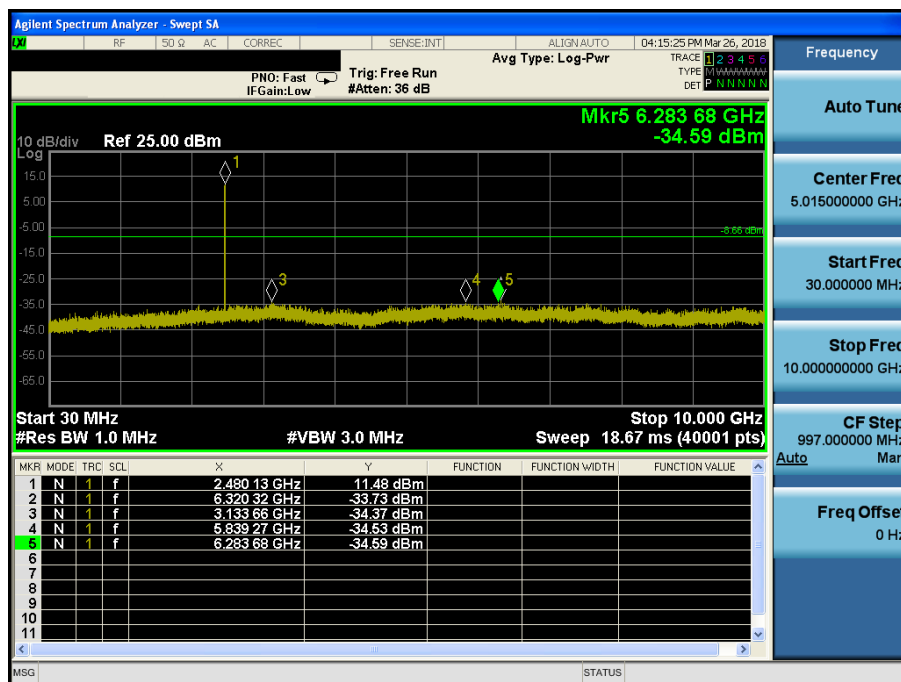 Agilent Spectrum Analyzer - Swept SA
LXI RF 50 Ω AC CORREC SENSE:INT ALIGN AUTO 04:15:25 PM Mar 26, 2018
Frequency
Avg Type: Log-Pwr
TRACE 1 2 3 4 5 6
PNO: Fast Trig: Free Run
TYPE M W W W W W
IFGain:Low #Atten: 36 dB
DET P N N N N N
Auto Tune
Mkr5 6.283 68 GHz
-34.59 dBm
10 dB/div Ref 25.00 dBm
Log
15.0
5.00
-5.00
-15.0
-25.0
-35.0
-45.0
-55.0
-65.0
1
-8.66 dBm
3
4
5
Center Freq
5.015000000 GHz
Start Freq
30.000000 MHz
Stop Freq
10.000000000 GHz
Start 30 MHz Stop 10.000 GHz
#Res BW 1.0 MHz #VBW 3.0 MHz Sweep 18.67 ms (40001 pts)
CF Step
997.000000 MHz
Auto Man
Freq Offset
0 Hz
MKR MODE TRC SCL X Y FUNCTION FUNCTION WIDTH FUNCTION VALUE
1 N 1 f 2.480 13 GHz 11.48 dBm
2 N 1 f 6.320 32 GHz -33.73 dBm
3 N 1 f 3.133 66 GHz -34.37 dBm
4 N 1 f 5.839 27 GHz -34.53 dBm
5 N 1 f 6.283 68 GHz -34.59 dBm
6
7
8
9
10
11
MSG STATUS